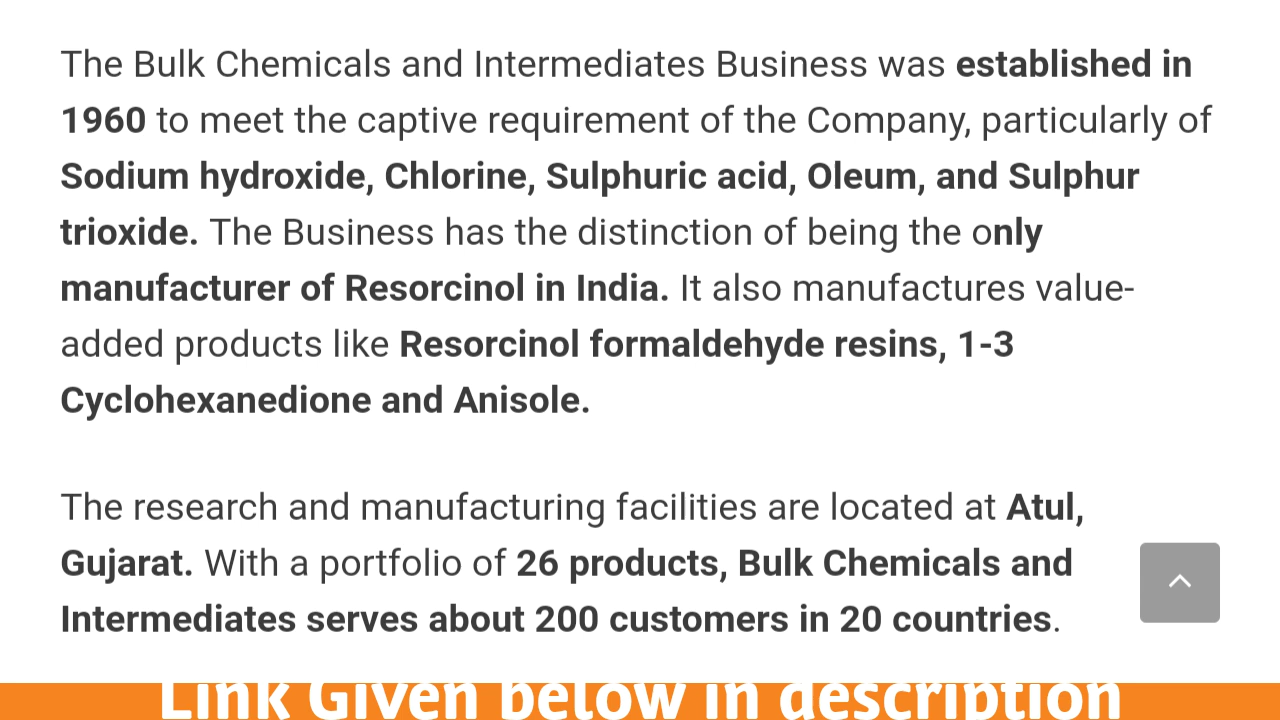 The Bulk Chemicals and Intermediates Business was established in
1960 to meet the captive requirement of the Company, particularly of
Sodium hydroxide, Chlorine, Sulphuric acid, Oleum, and Sulphur
trioxide. The Business has the distinction of being the only
manufacturer of Resorcinol in India. It also manufactures value-
added products like Resorcinol formaldehyde resins, 1-3
Cyclohexanedione and Anisole.
The research and manufacturing facilities are located at Atul,
Gujarat. With a portfolio of 26 products, Bulk Chemicals and
Intermediates serves about 200 customers in 20 countries.
Link Given below in description